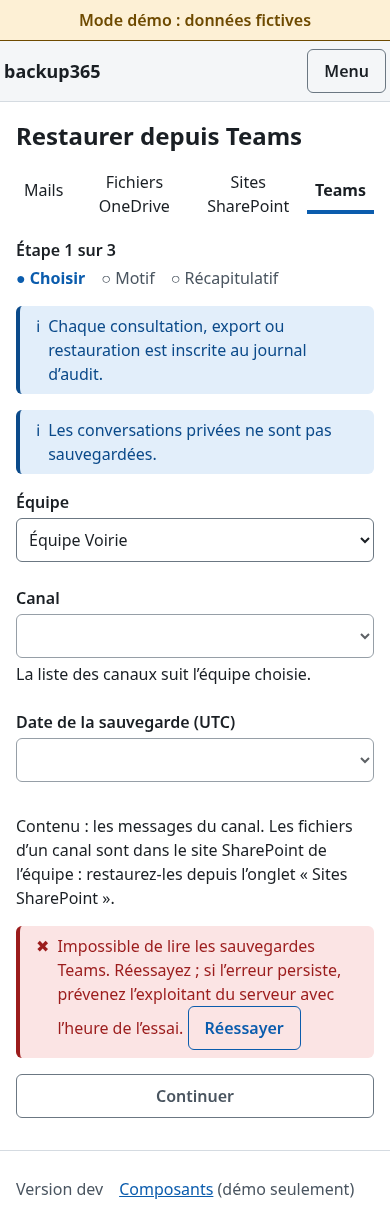 Mode démo : données fictives
backup365
Menu
Restaurer depuis Teams
Mails
Fichiers
OneDrive
Sites
SharePoint
Teams
Étape 1 sur 3
● Choisir ○ Motif ○ Récapitulatif
i Chaque consultation, export ou
restauration est inscrite au journal
d’audit.
i Les conversations privées ne sont pas
sauvegardées.
Équipe
Équipe Voirie
Canal
La liste des canaux suit l’équipe choisie.
Date de la sauvegarde (UTC)
Contenu : les messages du canal. Les fichiers
d’un canal sont dans le site SharePoint de
l’équipe : restaurez-les depuis l’onglet « Sites
SharePoint ».
✖ Impossible de lire les sauvegardes
Teams. Réessayez ; si l’erreur persiste,
prévenez l’exploitant du serveur avec
l’heure de l’essai. Réessayer
Continuer
Version dev Composants (démo seulement)